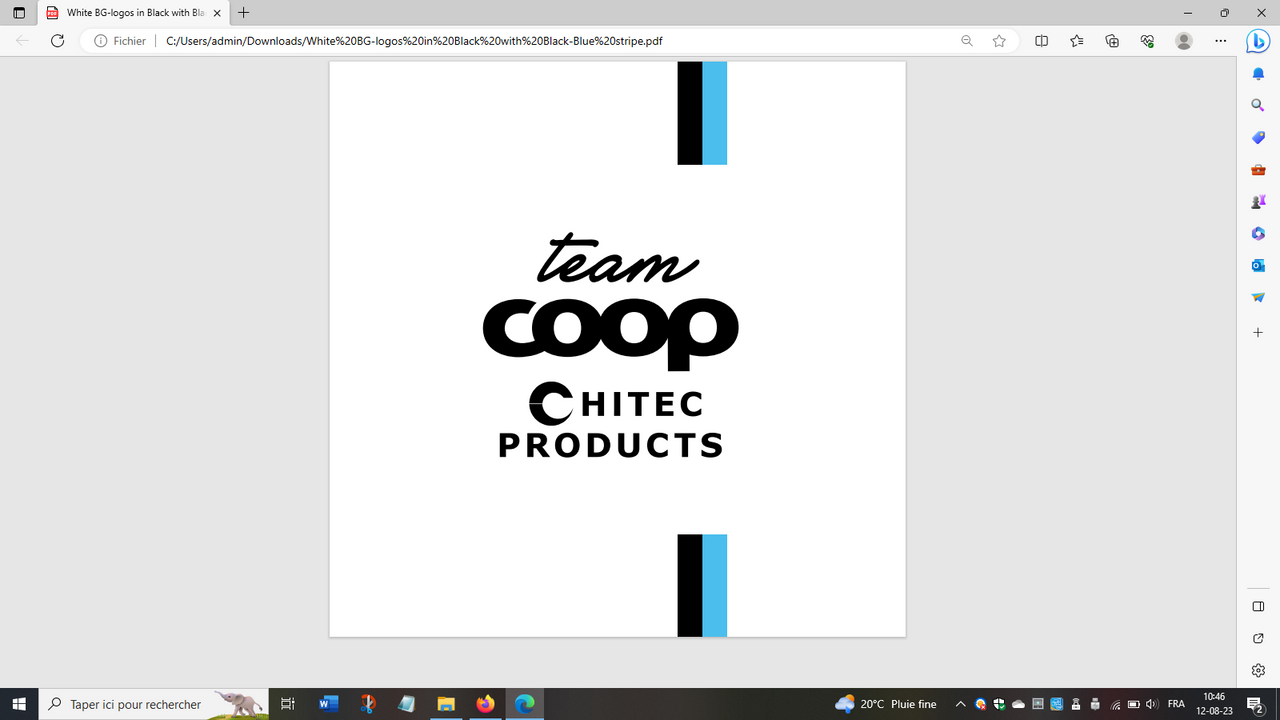 White BG-logos in Black with Bla
Fichier
C:/Users/admin/Downloads/White%20BG-logos%20in%20Black%20with%20Black-Blue%20stripe.pdf
team
coop
CHITEC
PRODUCTS
Taper ici pour rechercher
20°C Pluie fine
FRA
10:46
12-08-23
2